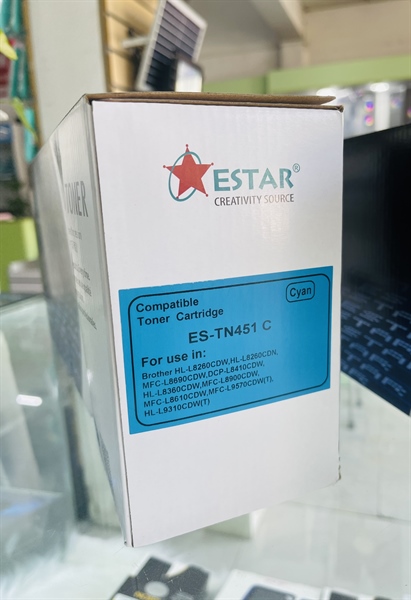 ESTAR®
CREATIVITY SOURCE
Compatible
Toner Cartridge
Cyan
ES-TN451 C
For use in:
Brother HL-L8260CDW,HL-L8260CDN,
MFC-L8690CDW,DCP-L8410CDW,
HL-L8360CDW,MFC-L8900CDW,
MFC-L8610CDW,MFC-L9570CDW(T),
HL-L9310CDW(T)
TONER